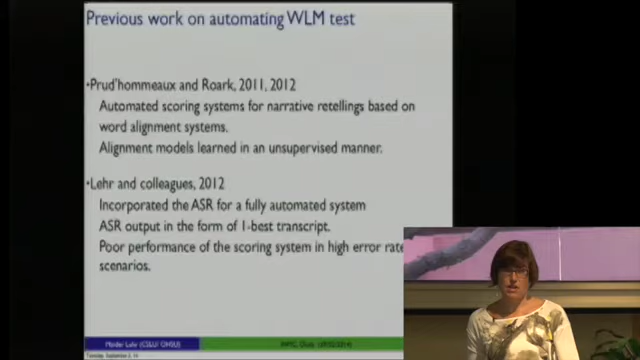 Previous work on automating WLM test
•Prud'hommeaux and Roark, 2011, 2012
Automated scoring systems for narrative retellings based on
word alignment systems.
Alignment models learned in an unsupervised manner.
•Lehr and colleagues, 2012
Incorporated the ASR for a fully automated system
ASR output in the form of 1-best transcript.
Poor performance of the scoring system in high error rate
scenarios.
Lehr (CSLU/ OHSU)